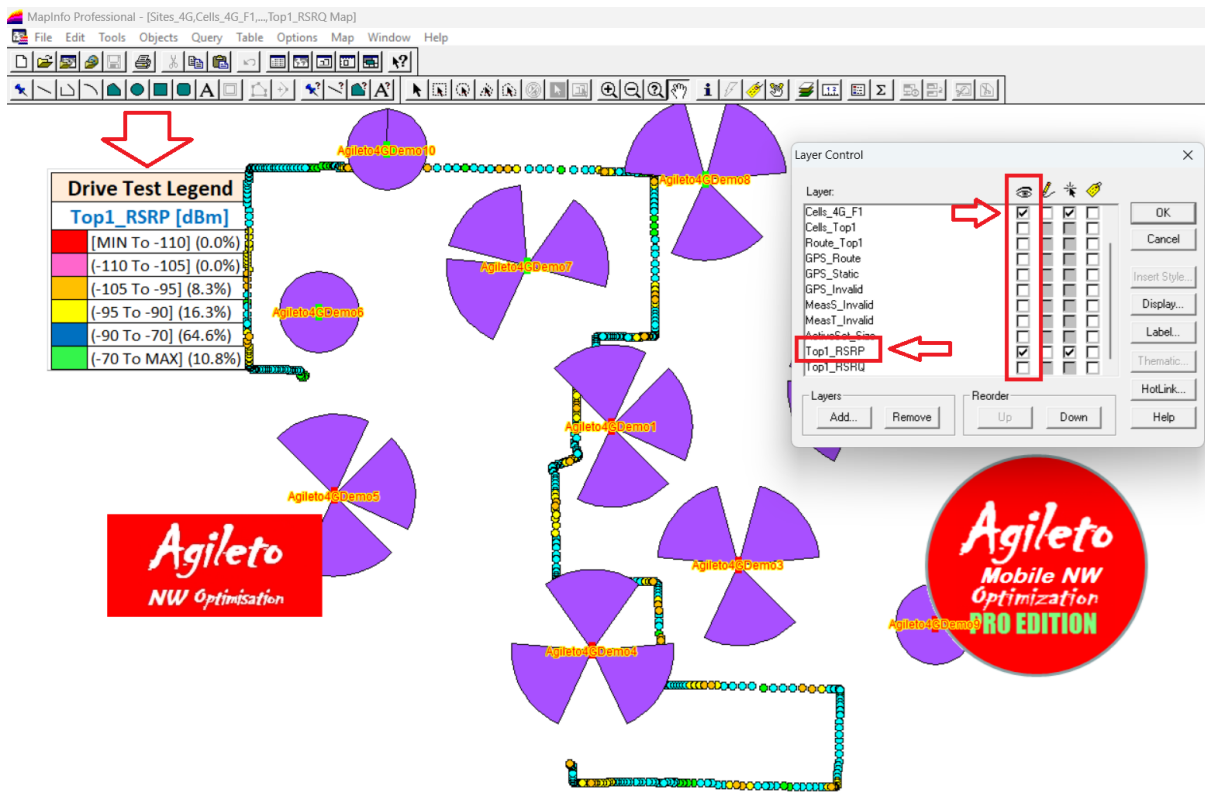 MapInfo Professional - [Sites_4G,Cells_4G_F1,...,Top1_RSRQ Map]
File Edit Tools Objects Query Table Options Map Window Help
Agileto4GDemo10
Agileto4GDemo8
Drive Test Legend
Top1_RSRP [dBm]
[MIN To -110] (0.0%)
(-110 To -105] (0.0%)
(-105 To -95] (8.3%)
(-95 To -90] (16.3%)
(-90 To -70] (64.6%)
(-70 To MAX] (10.8%)
Agileto4GDemo7
Agileto4GDemo6
Layer Control
Layer:
Cells_4G_F1
Cells_Top1
Route_Top1
GPS_Route
GPS_Static
GPS_Invalid
MeasS_Invalid
MeasT_Invalid
ActiveSet_Size
Top1_RSRP
Top1_RSRQ
OK
Cancel
Insert Style...
Display...
Label...
Thematic...
HotLink...
Help
Layers
Add...
Remove
Reorder
Up
Down
Agileto4GDemo1
Agileto4GDemo5
Agileto4GDemo3
Agileto
NW Optimisation
Agileto
Mobile NW
Optimization
PRO EDITION
Agileto4GDemo9
Agileto4GDemo4